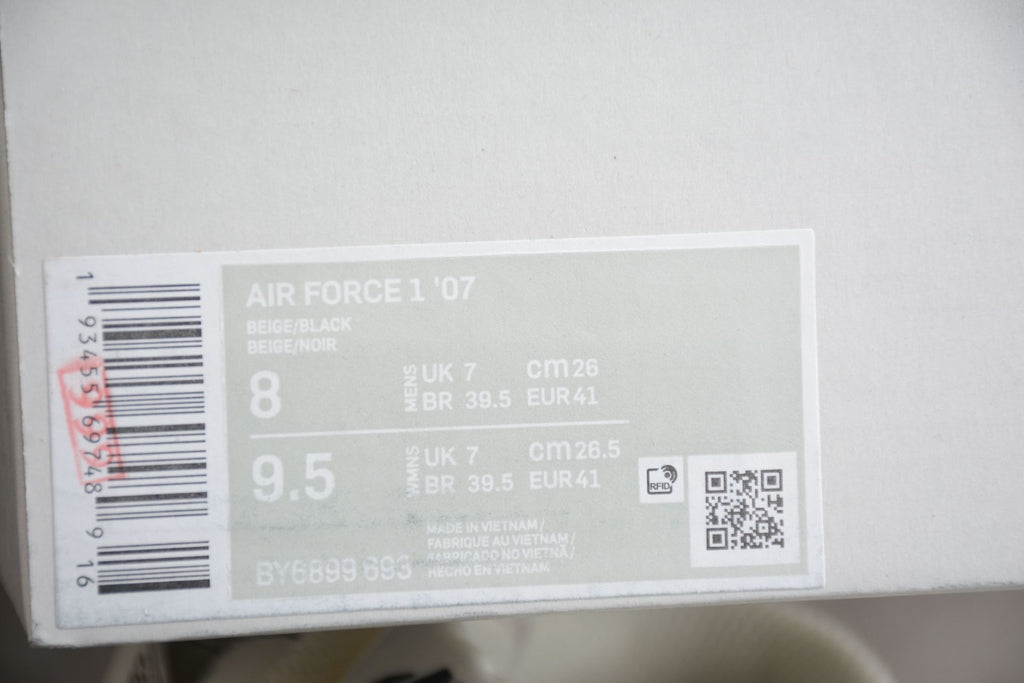 AIR FORCE 1 '07
BEIGE/BLACK
BEIGE/NOIR
8
MENS
UK 7 cm 26
BR 39.5 EUR 41
9.5
WMNS
UK 7 cm 26.5
BR 39.5 EUR 41
RFID
MADE IN VIETNAM /
FABRIQUE AU VIETNAM /
FABRICADO NO VIETNÃ /
HECHO EN VIETNAM
BY6899 693
1 93455 69748 9 16